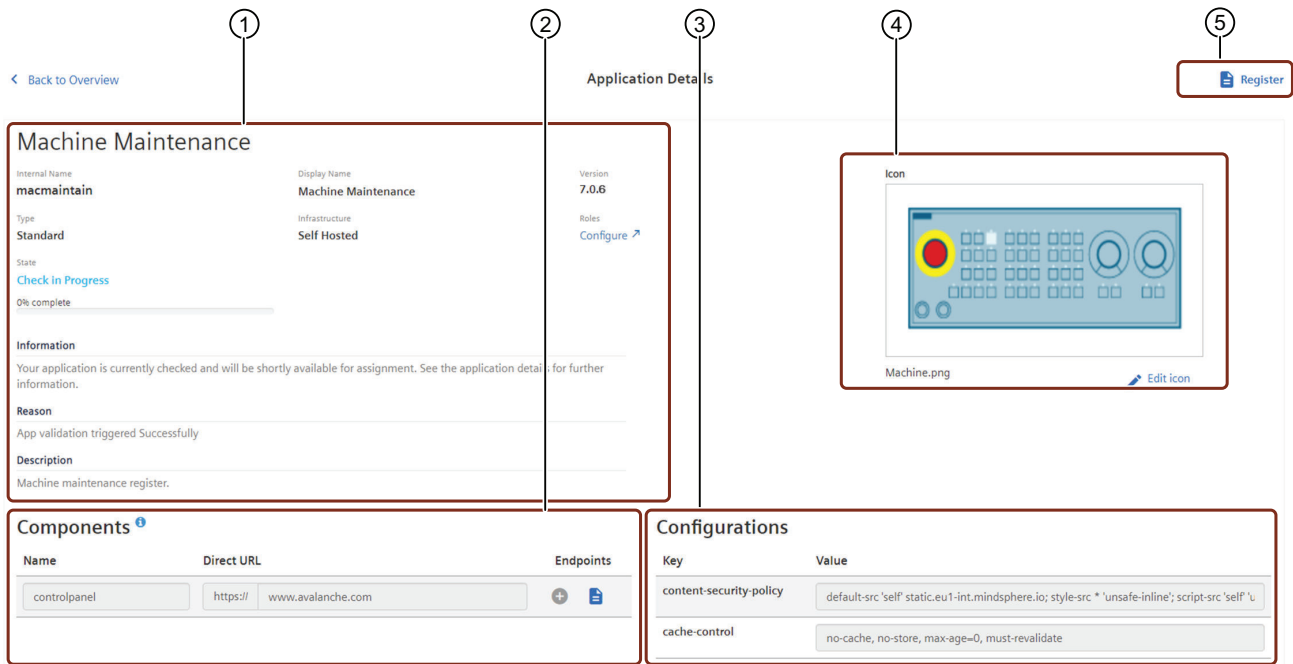 1 2 3 4 5
Back to Overview Application Details Register
Machine Maintenance
Internal Name Display Name Version
macmaintain Machine Maintenance 7.0.6
Type Infrastructure Roles
Standard Self Hosted Configure
State
Check in Progress
0% complete
Information
Your application is currently checked and will be shortly available for assignment. See the application details for further
information.
Reason
App validation triggered Successfully
Description
Machine maintenance register.
Icon
Machine.png
Edit icon
Components
Name Direct URL Endpoints
controlpanel https:// www.avalanche.com
Configurations
Key Value
content-security-policy default-src 'self' static.eu1-int.mindsphere.io; style-src * 'unsafe-inline'; script-src 'self' 'u
cache-control no-cache, no-store, max-age=0, must-revalidate